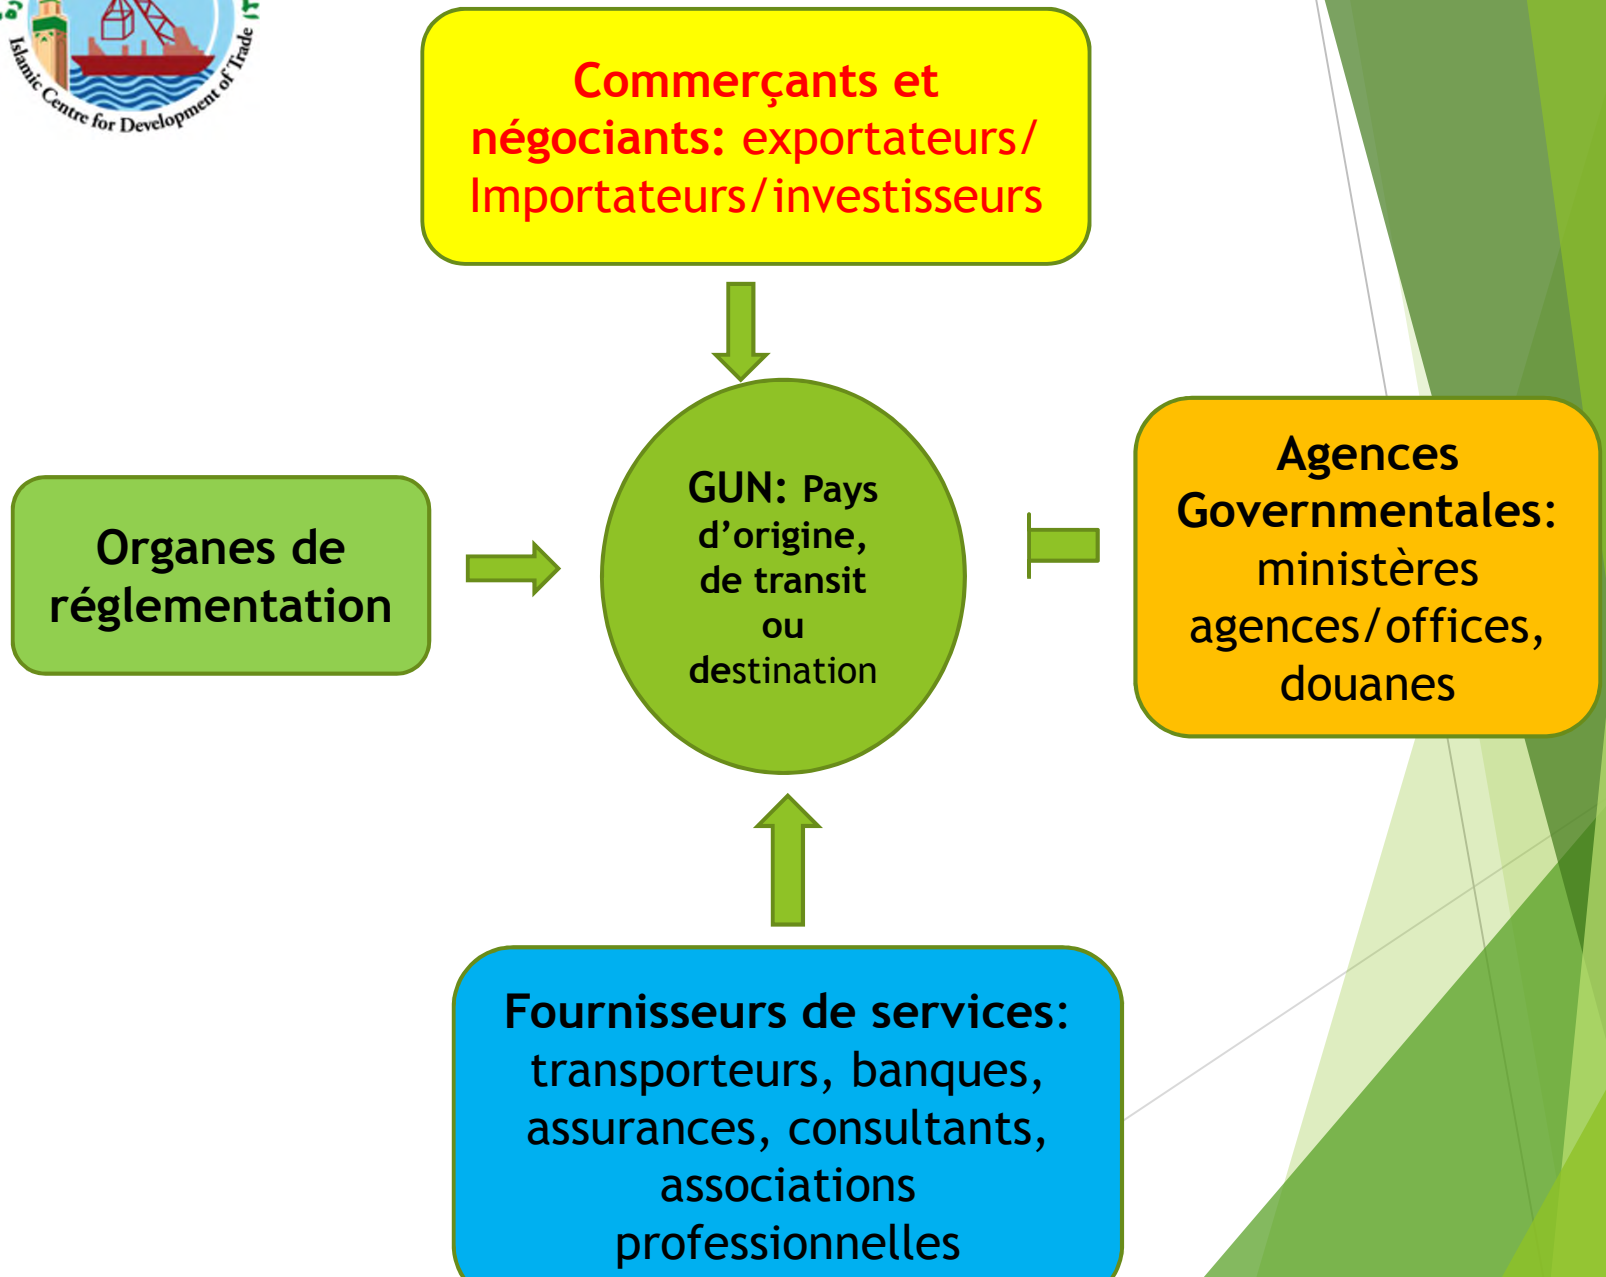 Islamic Centre for Development of Trade
Commerçants et
négociants: exportateurs/
Importateurs/investisseurs
Organes de
réglementation
GUN: Pays
d’origine,
de transit
ou
destination
Agences
Governmentales:
ministères
agences/offices,
douanes
Fournisseurs de services:
transporteurs, banques,
assurances, consultants,
associations
professionnelles